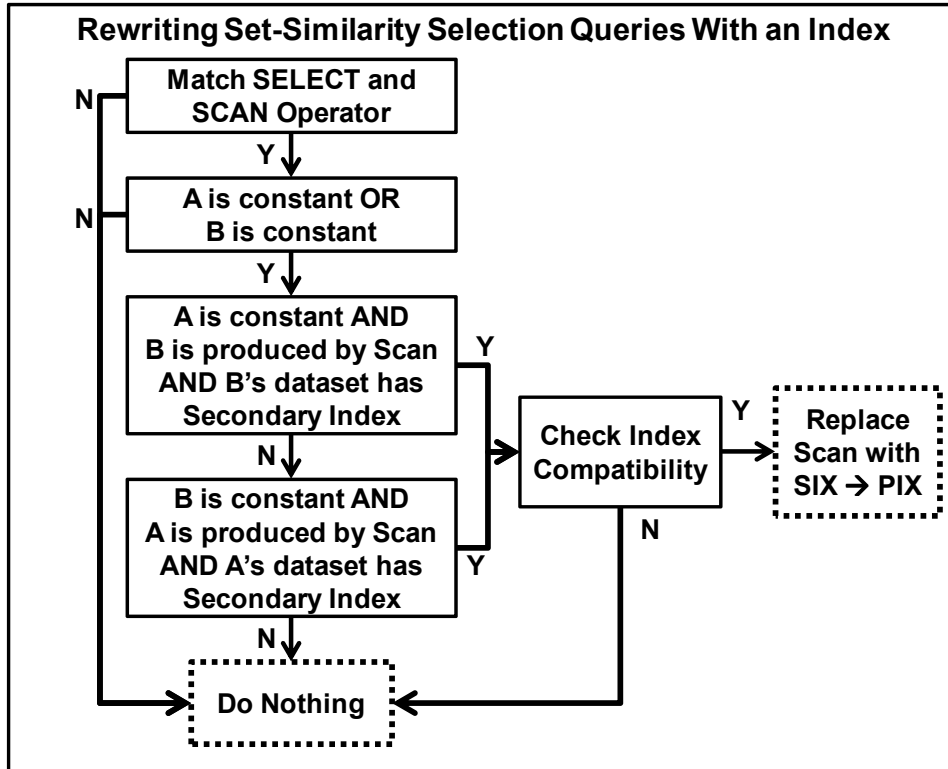 Rewriting Set-Similarity Selection Queries With an Index
Match SELECT and
SCAN Operator
N
Y
A is constant OR
B is constant
N
Y
A is constant AND
B is produced by Scan
AND B's dataset has
Secondary Index
Y
N
B is constant AND
A is produced by Scan
AND A's dataset has
Secondary Index
Y
N
Check Index
Compatibility
Y
N
Replace
Scan with
SIX → PIX
Do Nothing